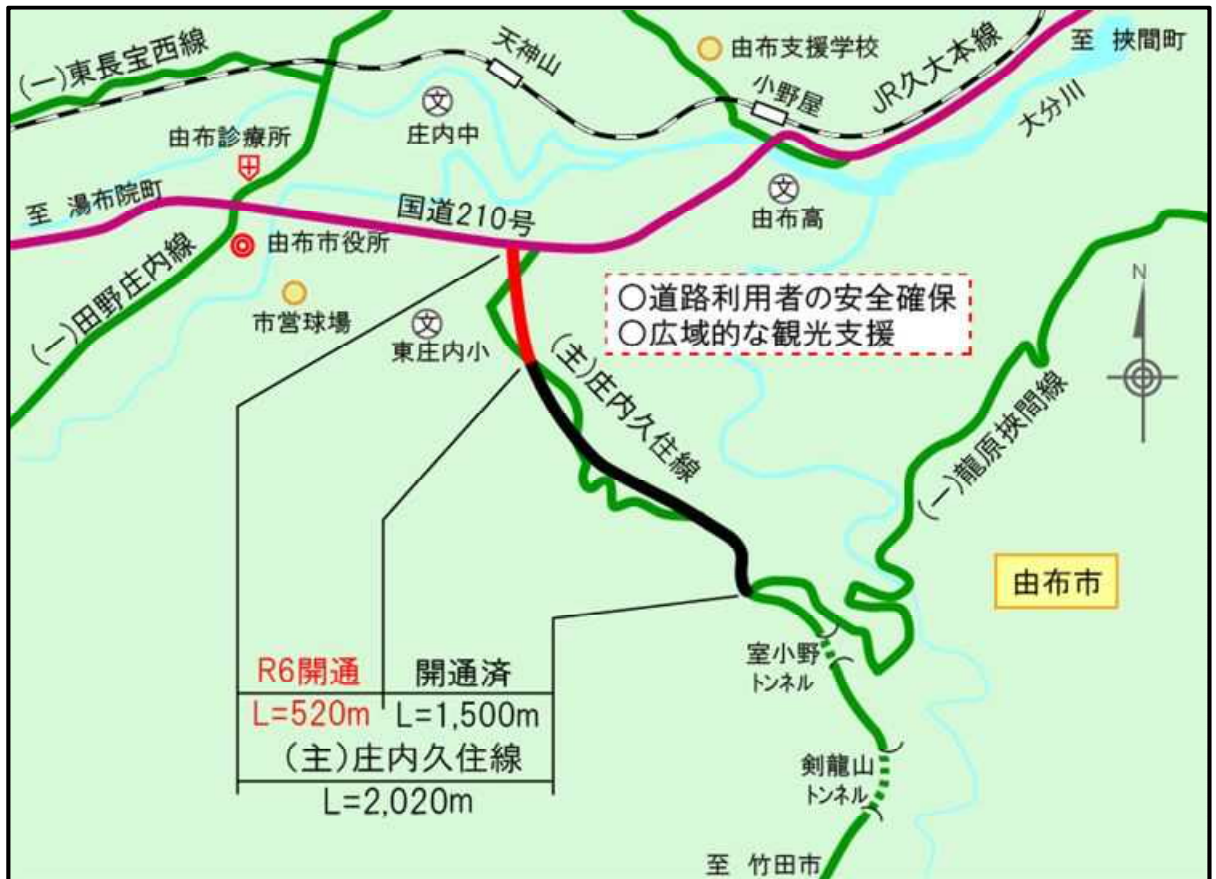 (一)東長宝西線
天神山
由布支援学校
至 挾間町
JR久大本線
小野屋
大分川
文
庄内中
由布診療所
至 湯布院町
国道210号
文
由布高
由布市役所
(一)田野庄内線
市営球場
文
東庄内小
○道路利用者の安全確保
○広域的な観光支援
N
(主)庄内久住線
(一)龍原挾間線
由布市
室小野
トンネル
剣龍山
トンネル
至 竹田市
R6開通
開通済
L=520m
L=1,500m
(主)庄内久住線
L=2,020m